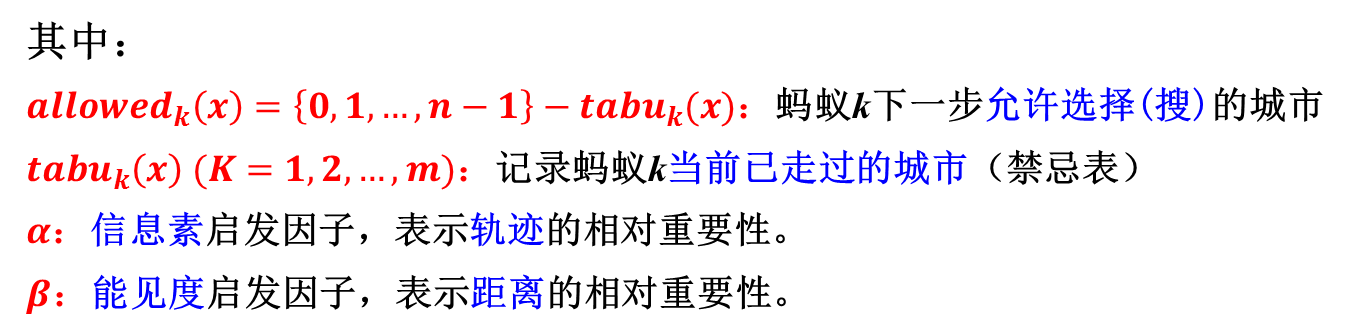 其中：
allowedₖ(x) = {0, 1, …, n − 1} − tabuₖ(x)：蚂蚁k下一步允许选择(搜)的城市
tabuₖ(x) (K = 1, 2, …, m)：记录蚂蚁k当前已走过的城市（禁忌表）
α：信息素启发因子，表示轨迹的相对重要性。
β：能见度启发因子，表示距离的相对重要性。